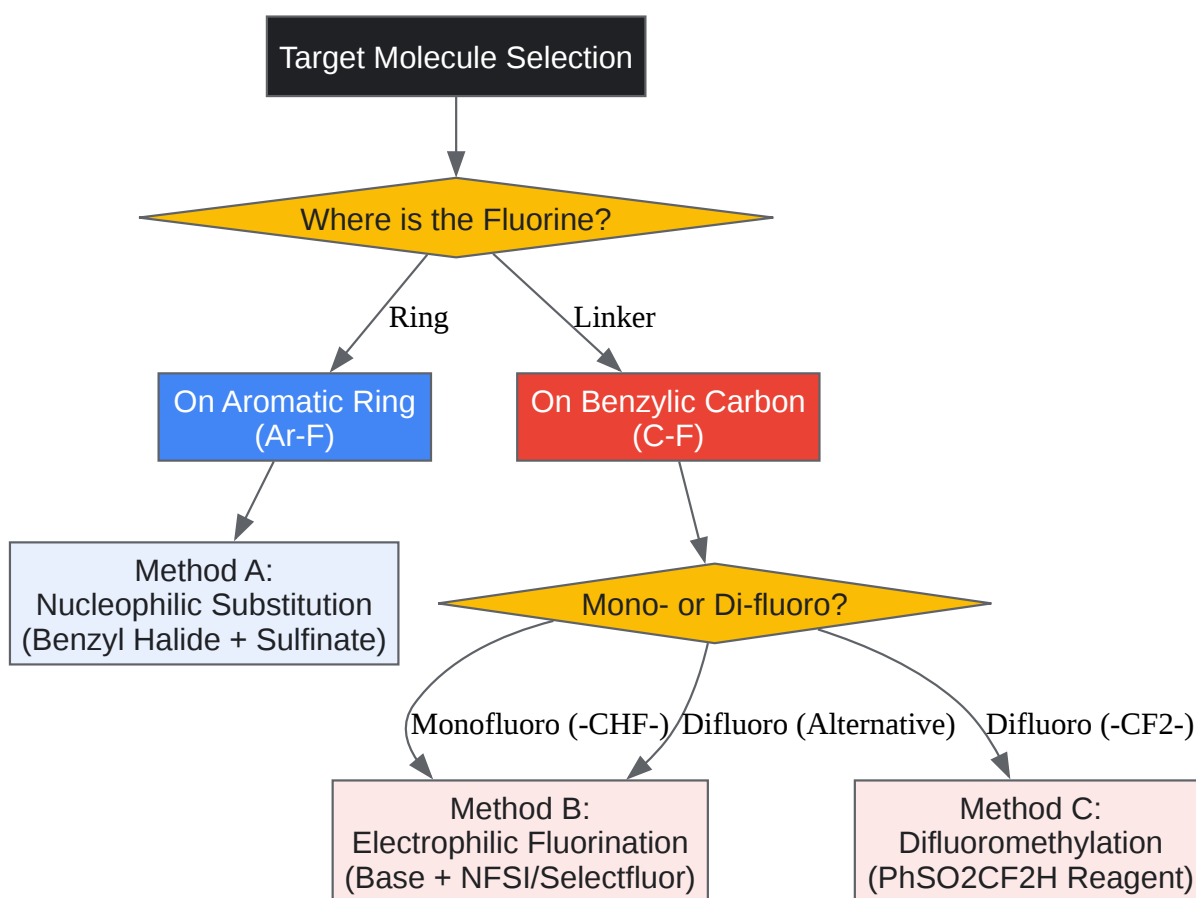 Target Molecule Selection
Where is the Fluorine?
Ring
Linker
On Aromatic Ring
(Ar-F)
On Benzylic Carbon
(C-F)
Method A:
Nucleophilic Substitution
(Benzyl Halide + Sulfinate)
Mono- or Di-fluoro?
Monofluoro (-CHF-)
Difluoro (Alternative)
Difluoro (-CF2-)
Method B:
Electrophilic Fluorination
(Base + NFSI/Selectfluor)
Method C:
Difluoromethylation
(PhSO2CF2H Reagent)